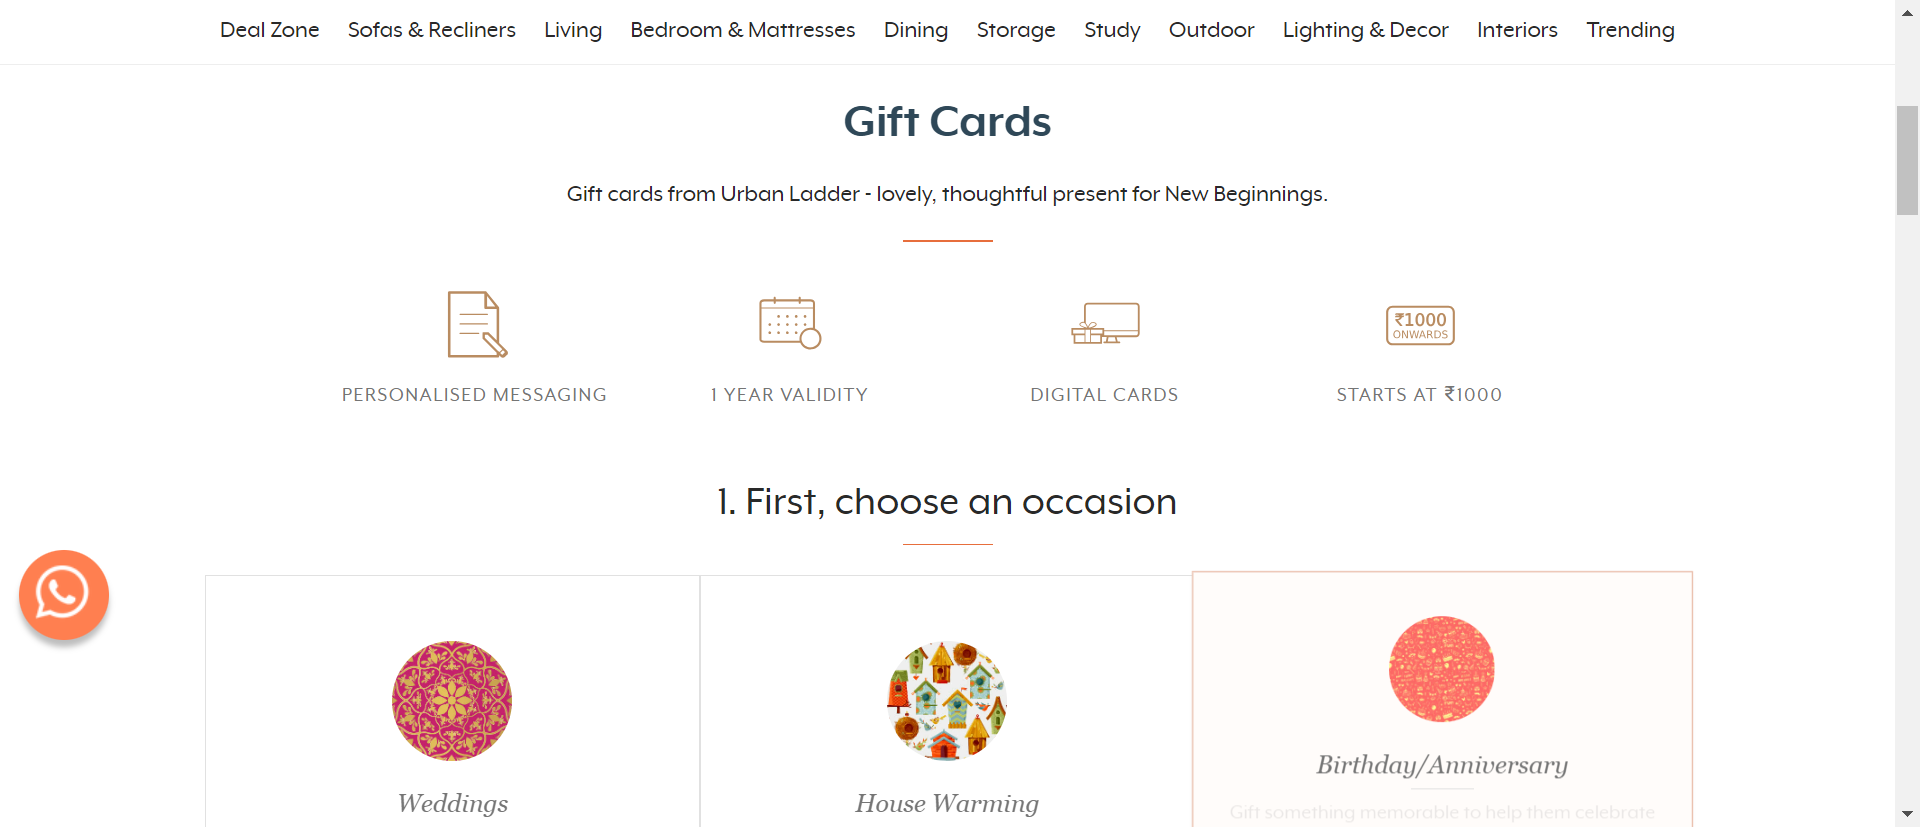 Deal Zone Sofas & Recliners Living Bedroom & Mattresses Dining Storage Study Outdoor Lighting & Decor Interiors Trending
Gift Cards
Gift cards from Urban Ladder - lovely, thoughtful present for New Beginnings.
₹1000
ONWARDS
PERSONALISED MESSAGING 1 YEAR VALIDITY DIGITAL CARDS STARTS AT ₹1000
1. First, choose an occasion
Weddings
House Warming
Birthday/Anniversary
Gift something memorable to help them celebrate